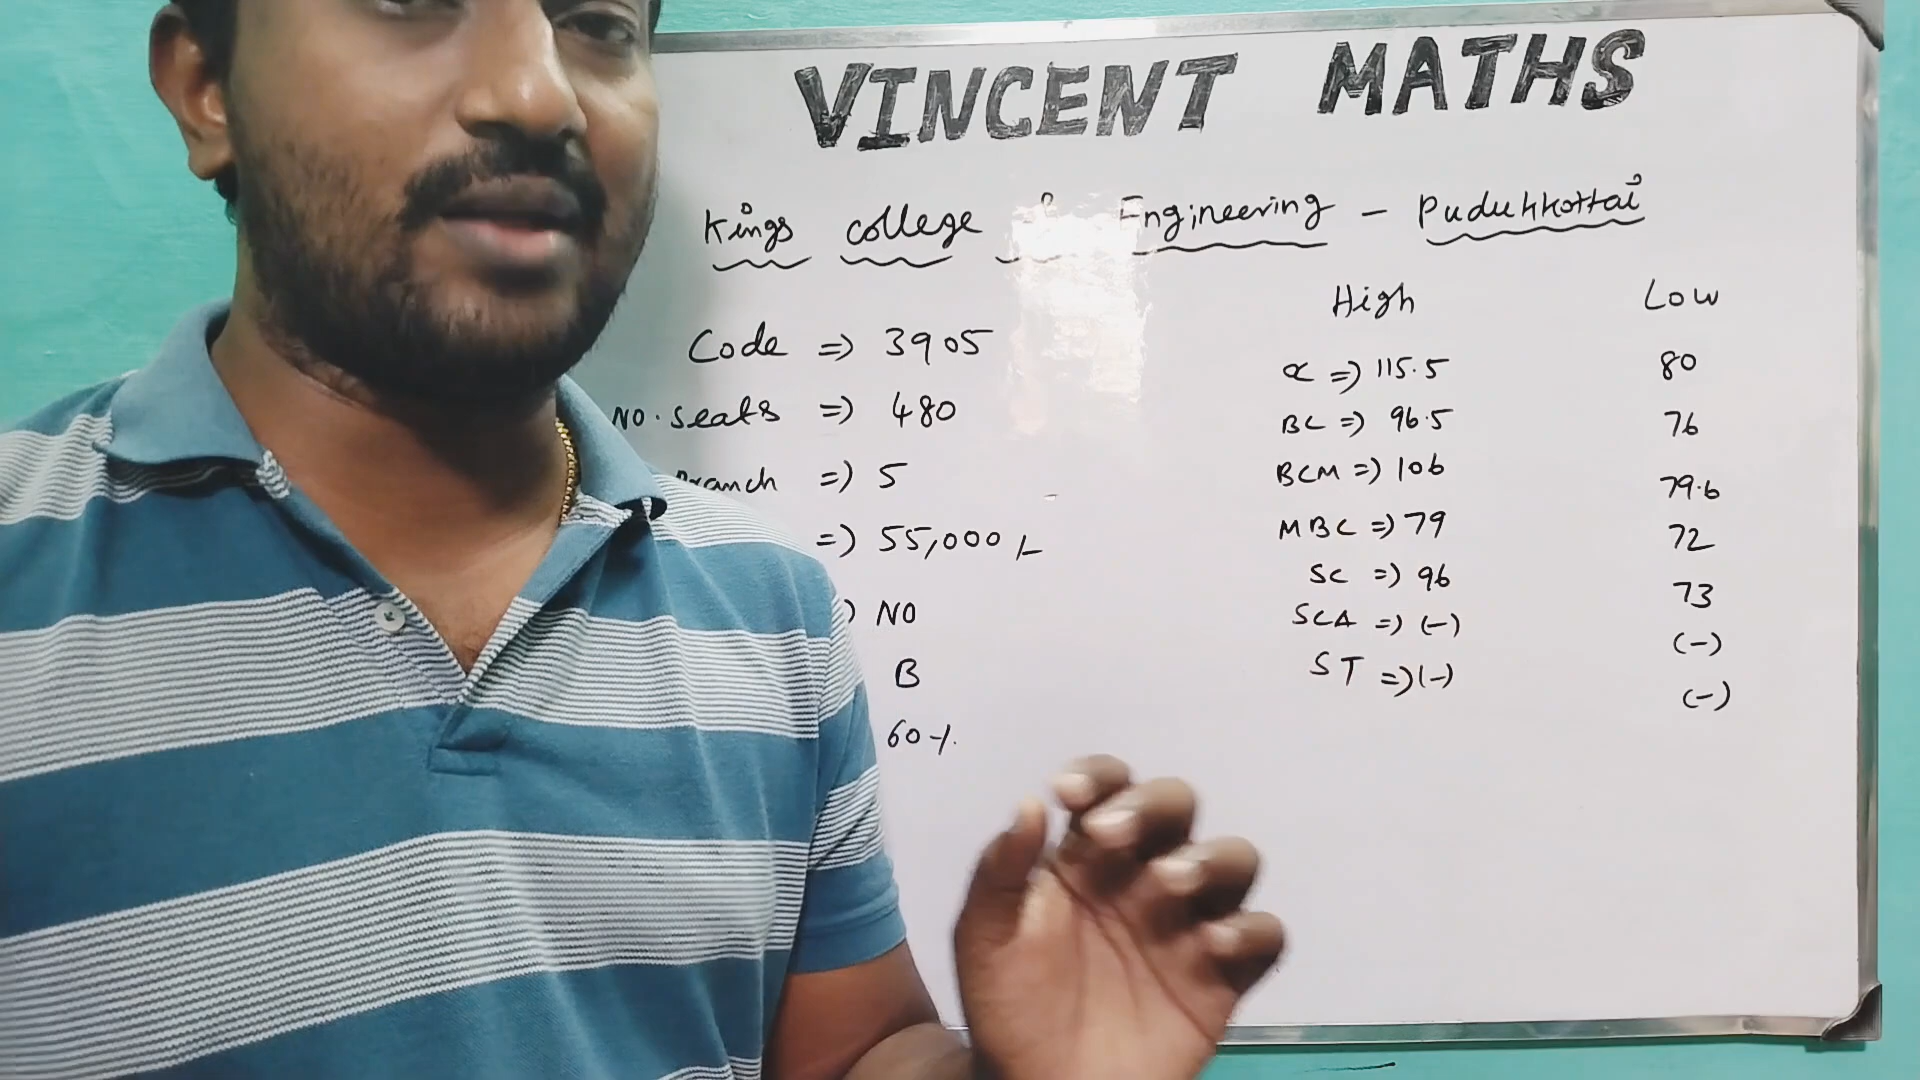 VINCENT MATHS
Kings college Engineering - Pudukkottai
Code => 3905
NO. Seats => 480
Branch => 5
=> 55,000/-
NO
B
60%
High Low
OC => 115.5 80
BC => 96.5 76
BCM => 106 79.6
MBC => 79 72
SC => 96 73
SCA => (-) (-)
ST => (-) (-)